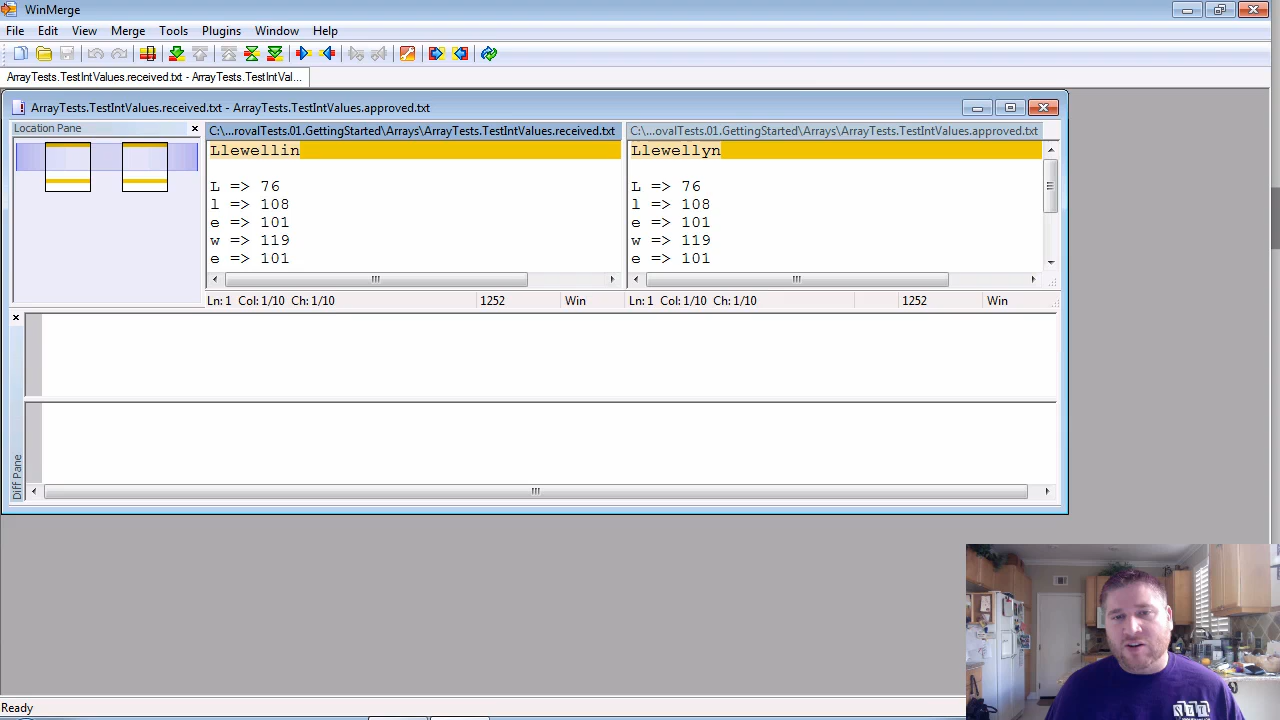 WinMerge
File Edit View Merge Tools Plugins Window Help
ArrayTests.TestIntValues.received.txt - ArrayTests.TestIntVal...
ArrayTests.TestIntValues.received.txt - ArrayTests.TestIntValues.approved.txt
Location Pane
C:\...rovalTests.01.GettingStarted\Arrays\ArrayTests.TestIntValues.received.txt
C:\...ovalTests.01.GettingStarted\Arrays\ArrayTests.TestIntValues.approved.txt
Llewellin
L => 76
l => 108
e => 101
w => 119
e => 101
Llewellyn
L => 76
l => 108
e => 101
w => 119
e => 101
Ln: 1 Col: 1/10 Ch: 1/10 1252 Win
Ln: 1 Col: 1/10 Ch: 1/10 1252 Win
Diff Pane
Ready